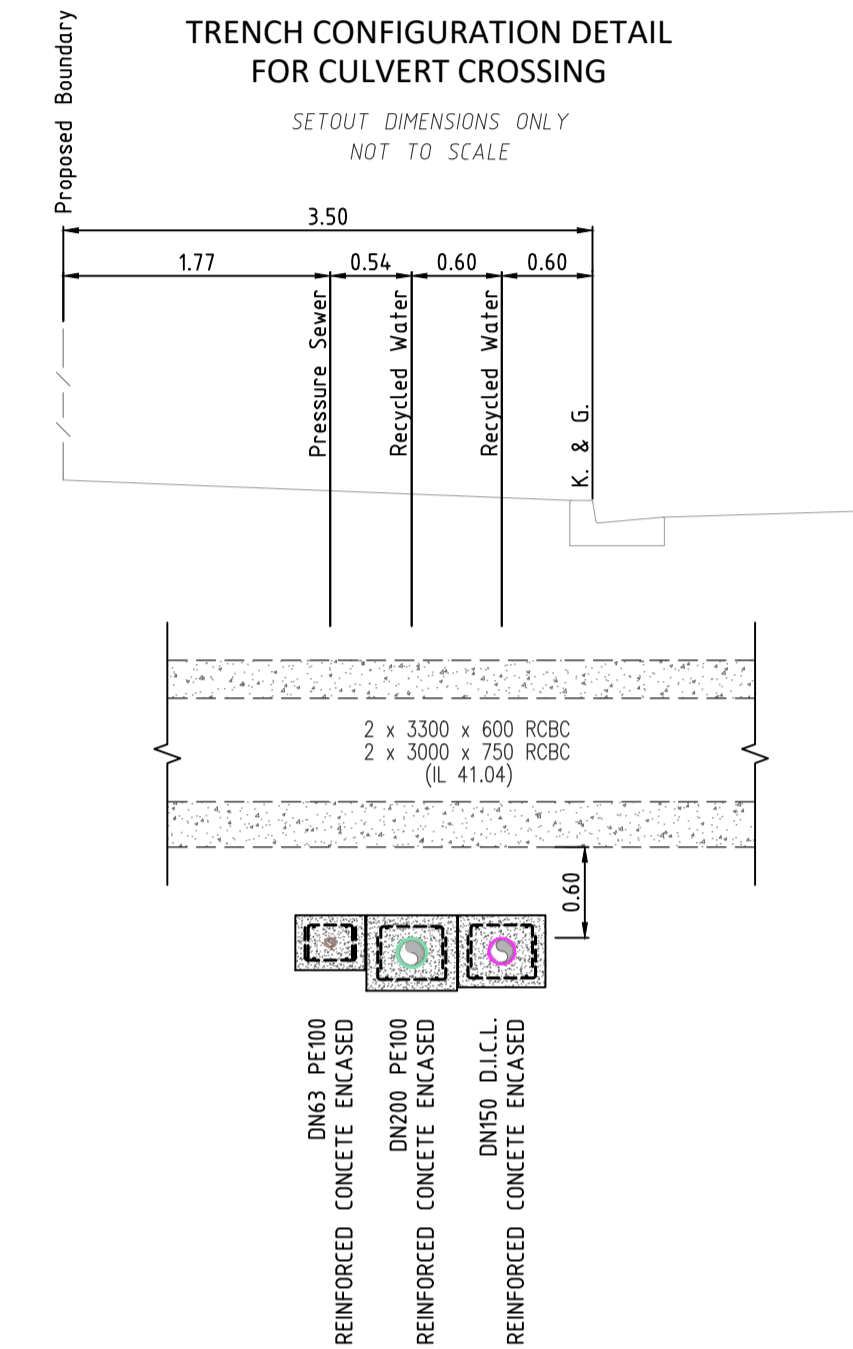 TRENCH CONFIGURATION DETAIL
FOR CULVERT CROSSING
SETOUT DIMENSIONS ONLY
NOT TO SCALE
Proposed Boundary
3.50
1.77
0.54
0.60
0.60
Pressure Sewer
Recycled Water
Recycled Water
K. & G.
2 x 3300 x 600 RCBC
2 x 3000 x 750 RCBC
(IL 41.04)
0.60
DN63 PE100
REINFORCED CONCETE ENCASED
DN200 PE100
REINFORCED CONCETE ENCASED
DN150 D.I.C.L.
REINFORCED CONCETE ENCASED